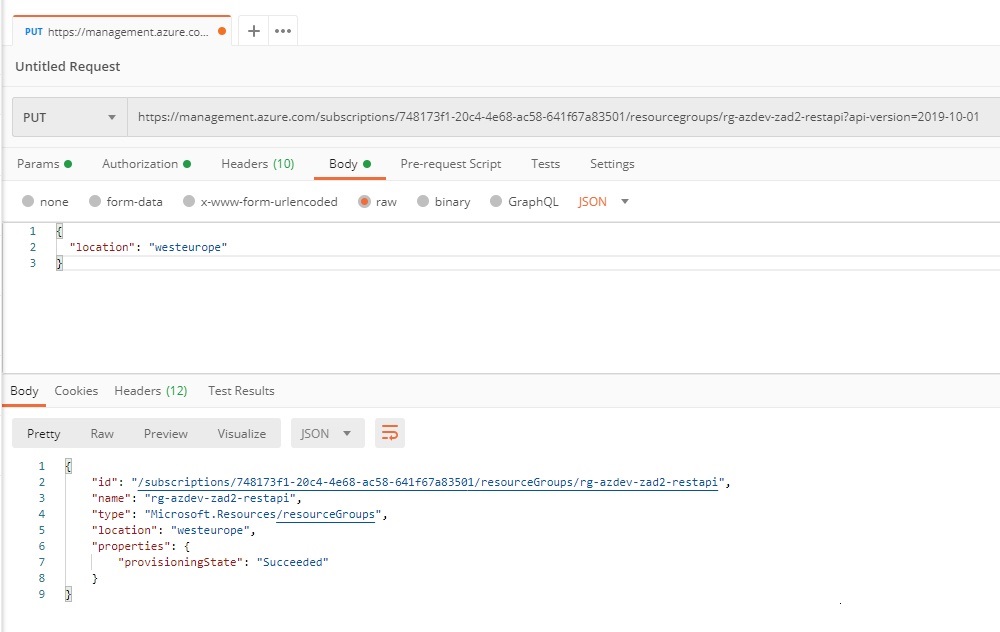 PUT https://management.azure.co...
Untitled Request
PUT https://management.azure.com/subscriptions/748173f1-20c4-4e68-ac58-641f67a83501/resourcegroups/rg-azdev-zad2-restapi?api-version=2019-10-01
Params Authorization Headers (10) Body Pre-request Script Tests Settings
none form-data x-www-form-urlencoded raw binary GraphQL JSON
1 {
2 "location": "westeurope"
3 }
Body Cookies Headers (12) Test Results
Pretty Raw Preview Visualize JSON
1 {
2 "id": "/subscriptions/748173f1-20c4-4e68-ac58-641f67a83501/resourceGroups/rg-azdev-zad2-restapi",
3 "name": "rg-azdev-zad2-restapi",
4 "type": "Microsoft.Resources/resourceGroups",
5 "location": "westeurope",
6 "properties": {
7 "provisioningState": "Succeeded"
8 }
9 }